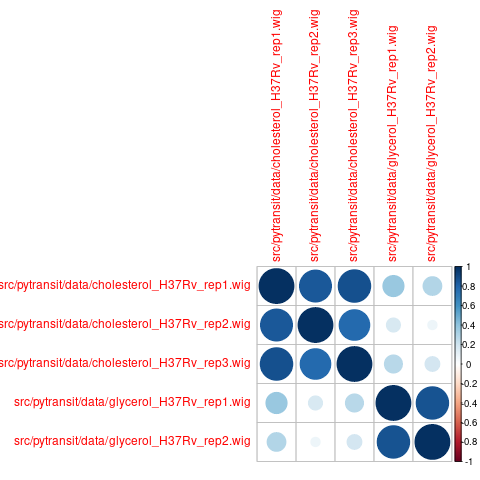 src/pytransit/data/cholesterol_H37Rv_rep1.wig
src/pytransit/data/cholesterol_H37Rv_rep2.wig
src/pytransit/data/cholesterol_H37Rv_rep3.wig
src/pytransit/data/glycerol_H37Rv_rep1.wig
src/pytransit/data/glycerol_H37Rv_rep2.wig
src/pytransit/data/cholesterol_H37Rv_rep1.wig
src/pytransit/data/cholesterol_H37Rv_rep2.wig
src/pytransit/data/cholesterol_H37Rv_rep3.wig
src/pytransit/data/glycerol_H37Rv_rep1.wig
src/pytransit/data/glycerol_H37Rv_rep2.wig
1
0.8
0.6
0.4
0.2
0
-0.2
-0.4
-0.6
-0.8
-1